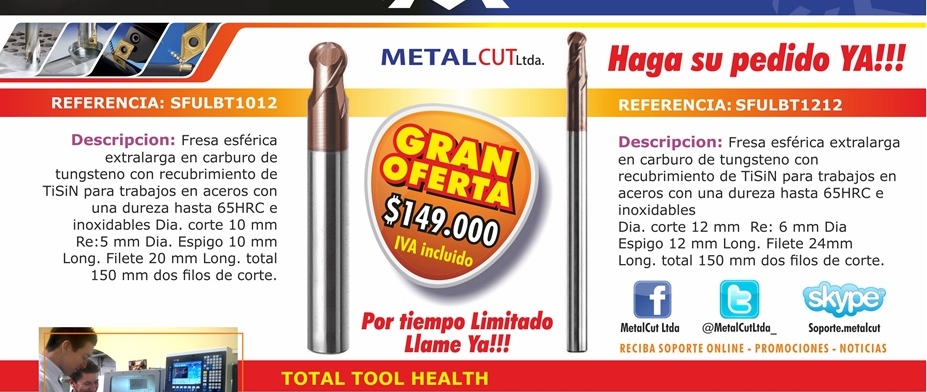 METALCUT Ltda.
Haga su pedido YA!!!
REFERENCIA: SFULBT1012
Descripcion: Fresa esférica
extralarga en carburo de
tungsteno con recubrimiento de
TiSiN para trabajos en aceros con
una dureza hasta 65HRC e
inoxidables Dia. corte 10 mm
Re:5 mm Dia. Espigo 10 mm
Long. Filete 20 mm Long. total
150 mm dos filos de corte.
GRAN
OFERTA
$149.000
IVA incluido
Por tiempo Limitado
Llame Ya!!!
REFERENCIA: SFULBT1212
Descripcion: Fresa esférica extralarga
en carburo de tungsteno con
recubrimiento de TiSiN para trabajos en
aceros con una dureza hasta 65HRC e
inoxidables
Dia. corte 12 mm Re: 6 mm Dia
Espigo 12 mm Long. Filete 24mm
Long. total 150 mm dos filos de corte.
skype
MetalCut Ltda
@MetalCutLtda_
Soporte.metalcut
RECIBA SOPORTE ONLINE - PROMOCIONES - NOTICIAS
TOTAL TOOL HEALTH